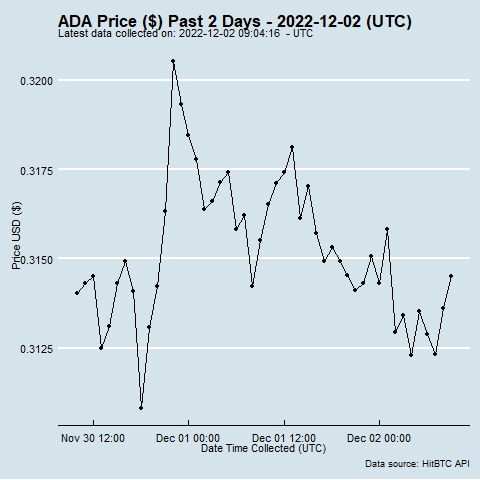 ADA Price ($) Past 2 Days - 2022-12-02 (UTC)
Latest data collected on: 2022-12-02 09:04:16  - UTC
0.3200
0.3175
0.3150
0.3125
Price USD ($)
Nov 30 12:00 Dec 01 00:00 Dec 01 12:00 Dec 02 00:00
Date Time Collected (UTC)
Data source: HitBTC API